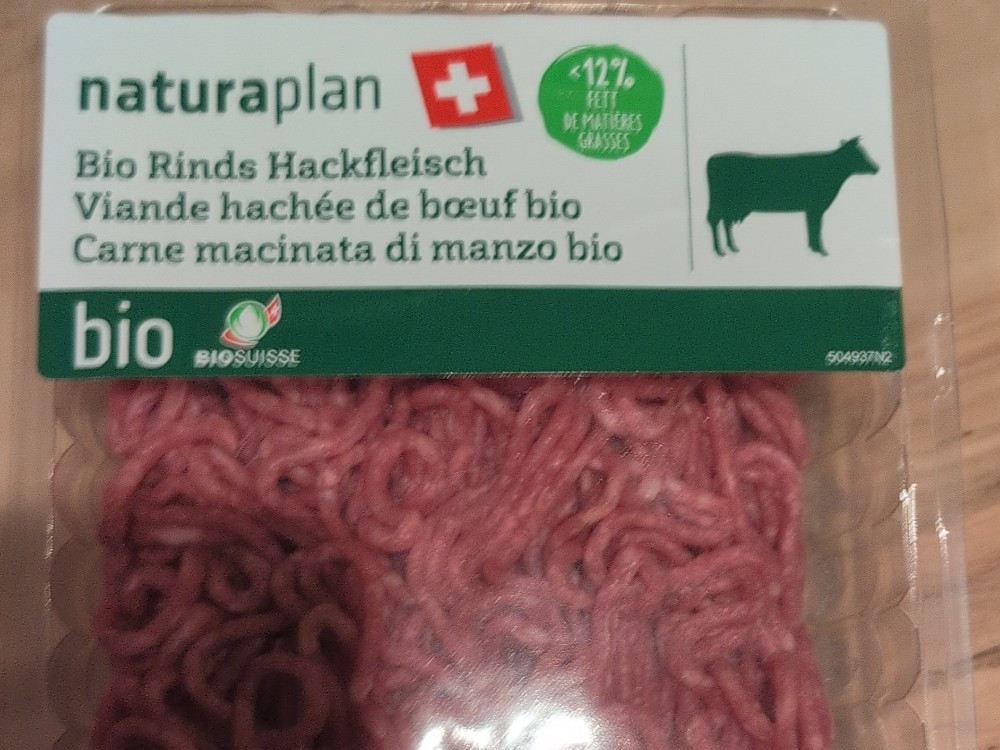 naturaplan
<12%
FETT
DE MATIÈRES
GRASSES
Bio Rinds Hackfleisch
Viande hachée de bœuf bio
Carne macinata di manzo bio
bio
BIOSUISSE
504937N2